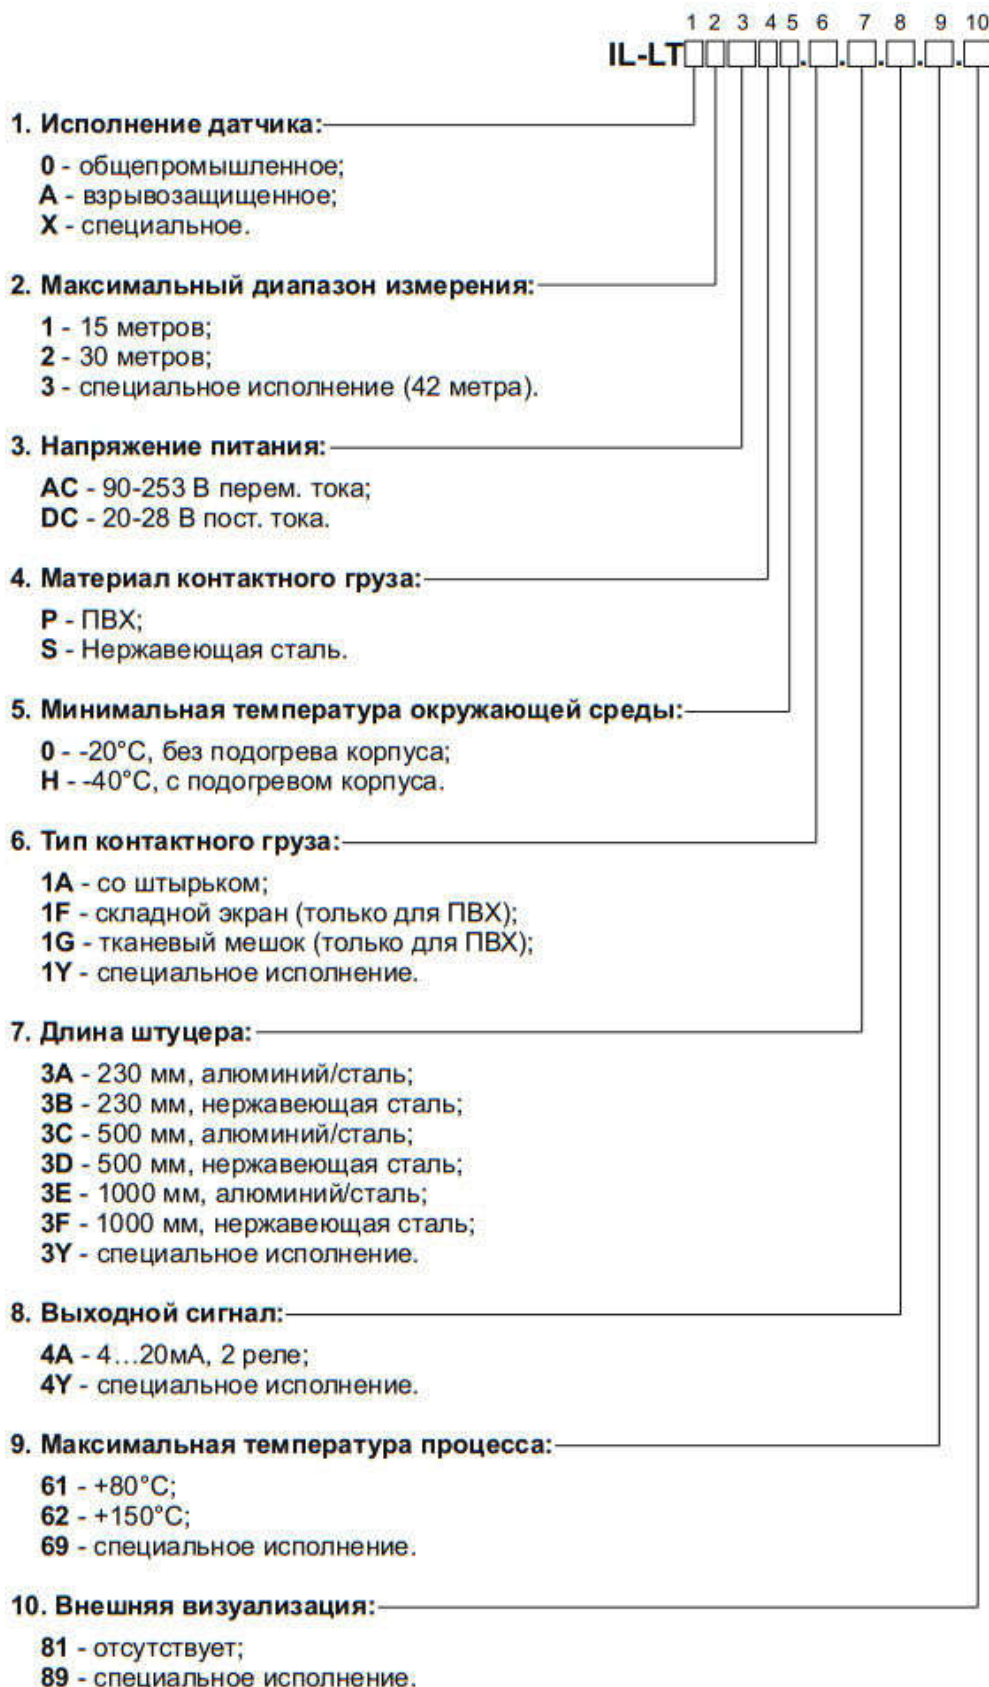 1 2 3 4 5 6 7 8 9 10
IL-LT□□□□□.□.□.□.□.□
1. Исполнение датчика:
0 - общепромышленное;
A - взрывозащищенное;
X - специальное.
2. Максимальный диапазон измерения:
1 - 15 метров;
2 - 30 метров;
3 - специальное исполнение (42 метра).
3. Напряжение питания:
AC - 90-253 В перем. тока;
DC - 20-28 В пост. тока.
4. Материал контактного груза:
P - ПВХ;
S - Нержавеющая сталь.
5. Минимальная температура окружающей среды:
0 - -20°C, без подогрева корпуса;
H - -40°C, с подогревом корпуса.
6. Тип контактного груза:
1A - со штырьком;
1F - складной экран (только для ПВХ);
1G - тканевый мешок (только для ПВХ);
1Y - специальное исполнение.
7. Длина штуцера:
3A - 230 мм, алюминий/сталь;
3B - 230 мм, нержавеющая сталь;
3C - 500 мм, алюминий/сталь;
3D - 500 мм, нержавеющая сталь;
3E - 1000 мм, алюминий/сталь;
3F - 1000 мм, нержавеющая сталь;
3Y - специальное исполнение.
8. Выходной сигнал:
4A - 4...20мА, 2 реле;
4Y - специальное исполнение.
9. Максимальная температура процесса:
61 - +80°C;
62 - +150°C;
69 - специальное исполнение.
10. Внешняя визуализация:
81 - отсутствует;
89 - специальное исполнение.